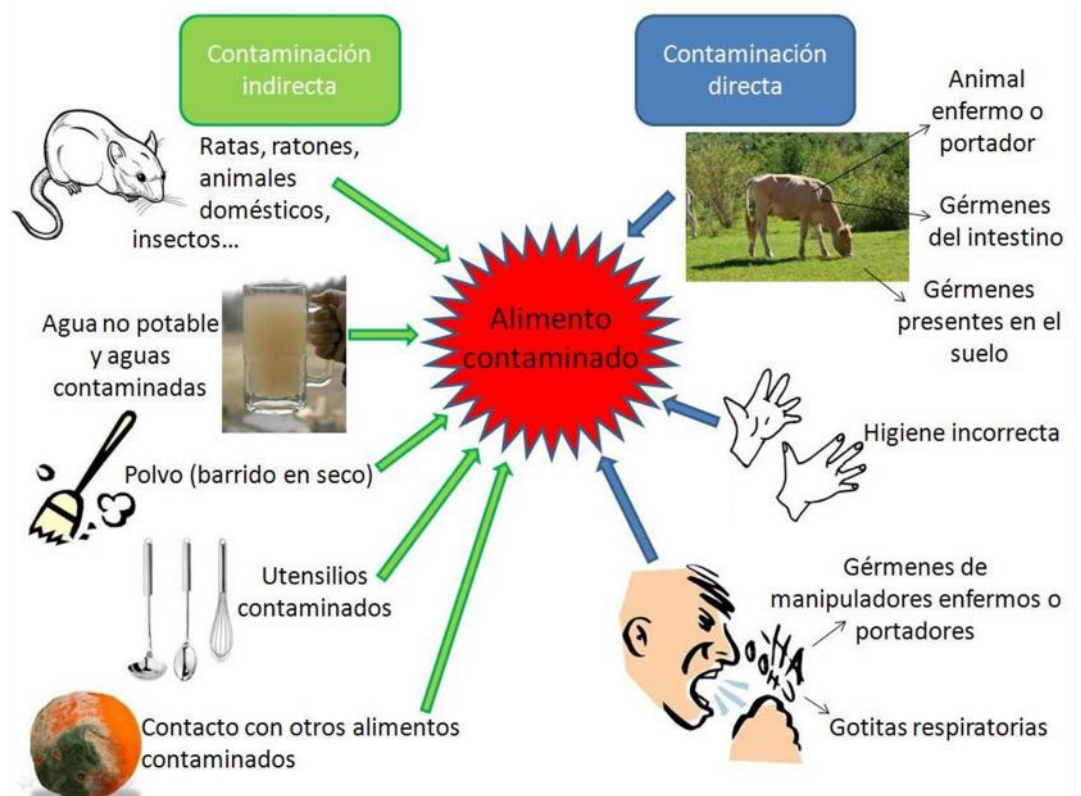 Contaminación
indirecta
Ratas, ratones,
animales
domésticos,
insectos...
Agua no potable
y aguas
contaminadas
Polvo (barrido en seco)
Utensilios
contaminados
Contacto con otros alimentos
contaminados
Alimento
contaminado
Contaminación
directa
Animal
enfermo o
portador
Gérmenes
del intestino
Gérmenes
presentes en el
suelo
Higiene incorrecta
Gérmenes de
manipuladores enfermos o
portadores
Gotitas respiratorias